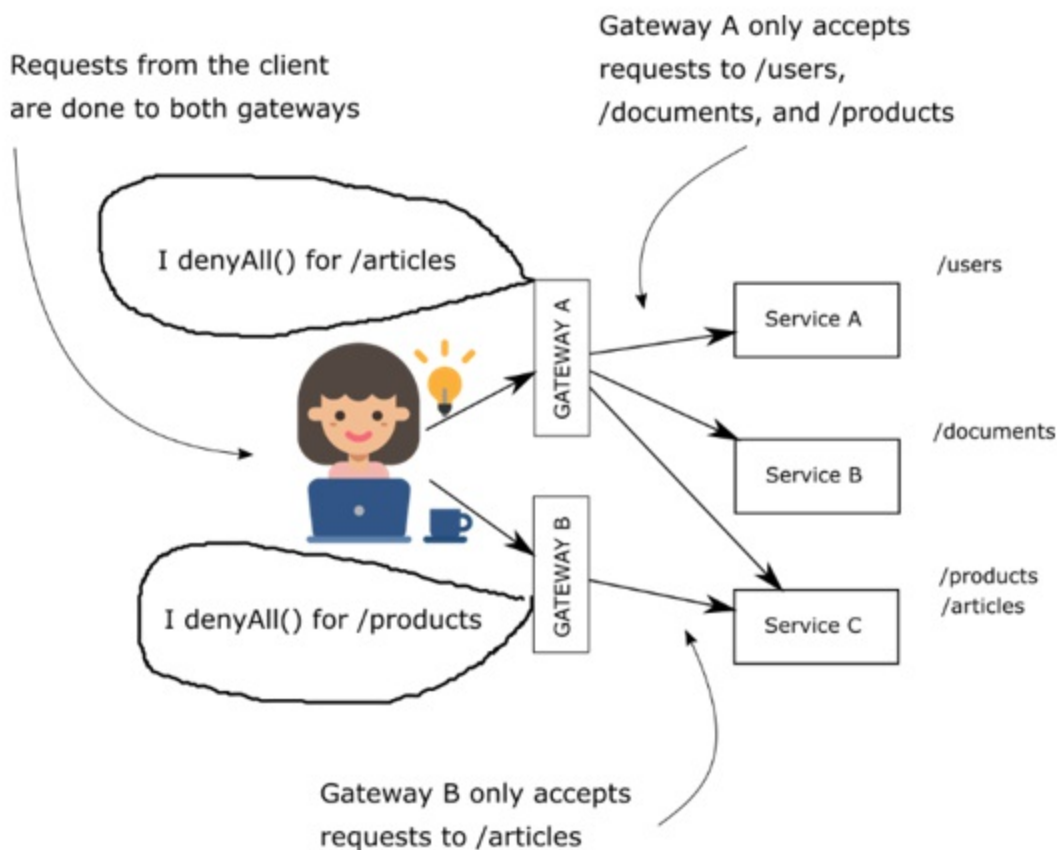 Requests from the client
are done to both gateways
Gateway A only accepts
requests to /users,
/documents, and /products
I denyAll() for /articles
GATEWAY A
/users
Service A
/documents
Service B
GATEWAY B
I denyAll() for /products
/products
/articles
Service C
Gateway B only accepts
requests to /articles